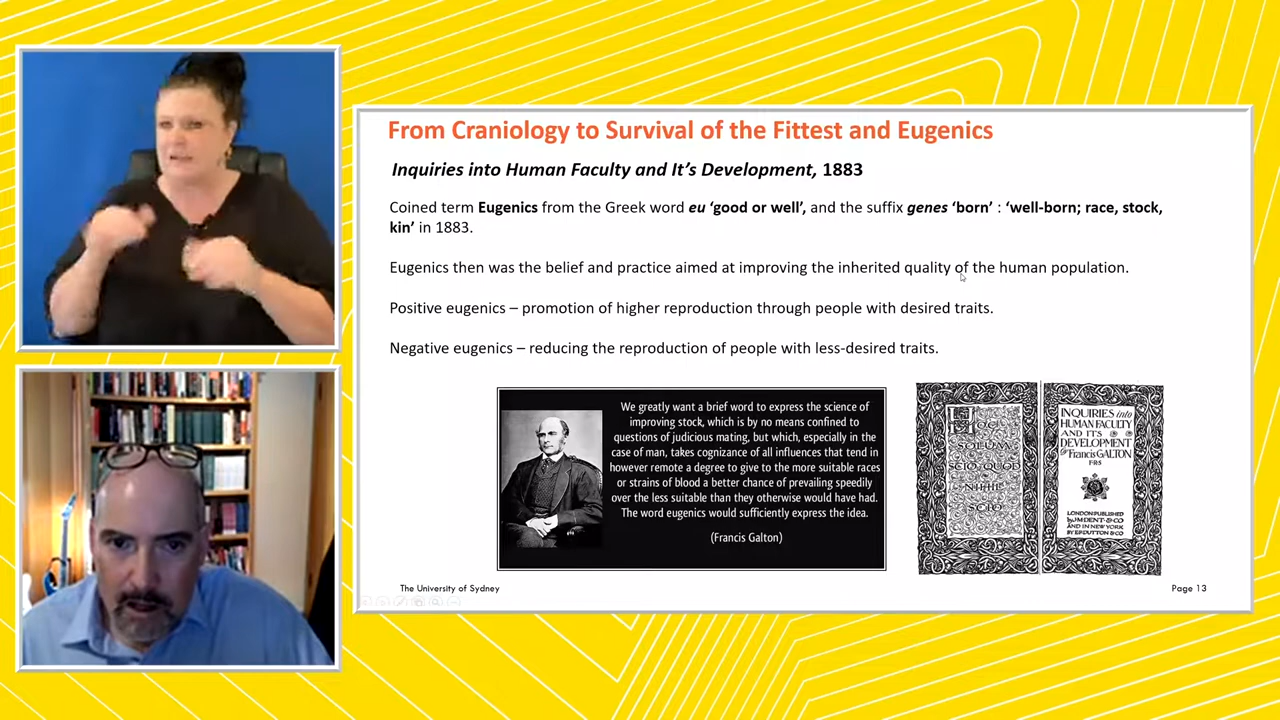 From Craniology to Survival of the Fittest and Eugenics
Inquiries into Human Faculty and It's Development, 1883
Coined term Eugenics from the Greek word eu ‘good or well’, and the suffix genes ‘born’ : ‘well-born; race, stock,
kin’ in 1883.
Eugenics then was the belief and practice aimed at improving the inherited quality of the human population.
Positive eugenics – promotion of higher reproduction through people with desired traits.
Negative eugenics – reducing the reproduction of people with less-desired traits.
We greatly want a brief word to express the science of
improving stock, which is by no means confined to
questions of judicious mating, but which, especially in the
case of man, takes cognizance of all influences that tend in
however remote a degree to give to the more suitable races
or strains of blood a better chance of prevailing speedily
over the less suitable than they otherwise would have had.
The word eugenics would sufficiently express the idea.
(Francis Galton)
HOC
SOLUM
SCIO QUOD
NIHIL
SCIO
INQUIRIES into
HUMAN FACULTY
AND ITS
DEVELOPMENT
by Francis GALTON
FRS
LONDON:PUBLISHED
by J·M·DENT·&·CO
AND IN NEW YORK
BY E·P·DUTTON & CO
The University of Sydney
Page 13